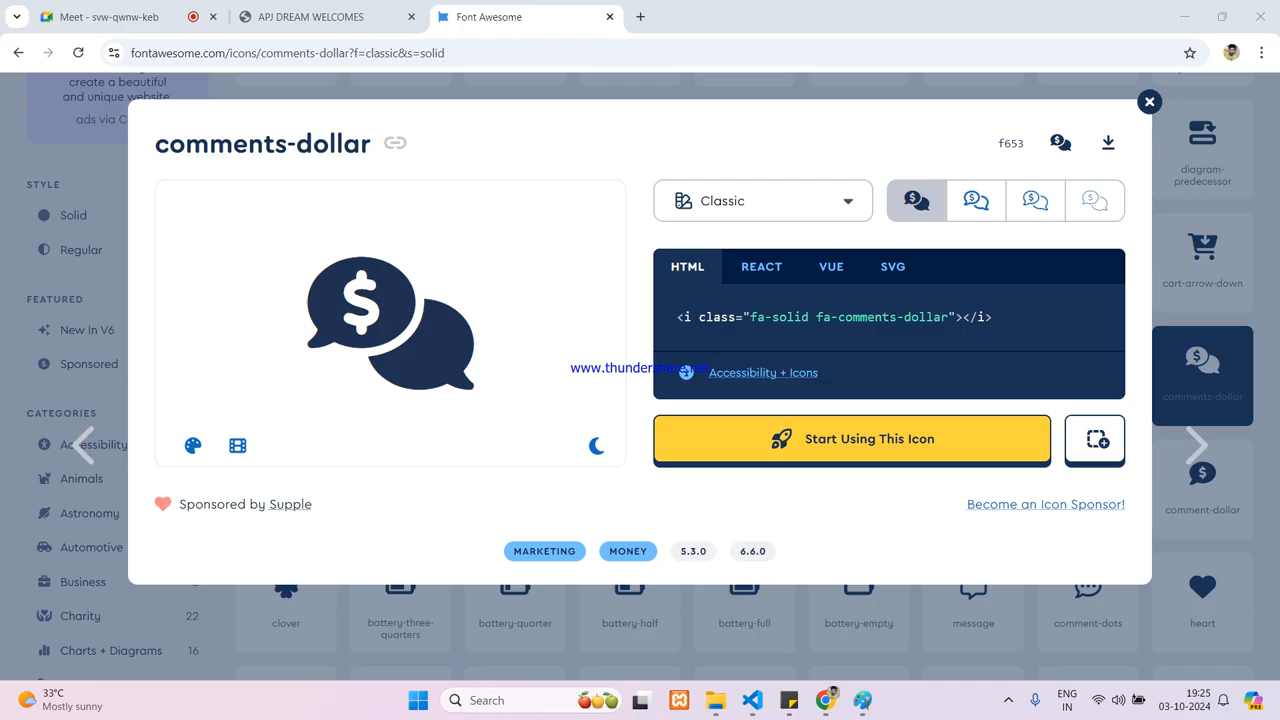 Meet - svw-qwnw-keb
APJ DREAM WELCOMES
Font Awesome
fontawesome.com/icons/comments-dollar?f=classic&s=solid
create a beautiful
and unique website
ads via C
STYLE
Solid
Regular
FEATURED
New In V6
Sponsored
CATEGORIES
Accessibility
Animals
Astronomy
Automotive
Business
Charity 22
Charts + Diagrams 16
comments-dollar
f653
Classic
HTML REACT VUE SVG
<i class="fa-solid fa-comments-dollar"></i>
www.thundershare.net
Accessibility + Icons
Start Using This Icon
Sponsored by Supple
Become an Icon Sponsor!
MARKETING MONEY 5.3.0 6.6.0
diagram-
predecessor
cart-arrow-down
comments-dollar
comment-dollar
clover
battery-three-
quarters
battery-quarter
battery-half
battery-full
battery-empty
message
comment-dots
heart
33°C
Mostly sunny
Search
ENG
IN
19:25
03-10-2024
PRE